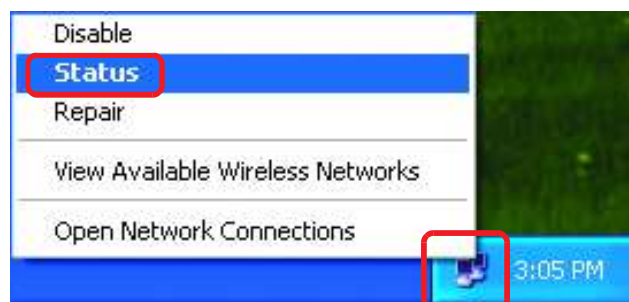 Disable
Status
Repair
View Available Wireless Networks
Open Network Connections
3:05 PM